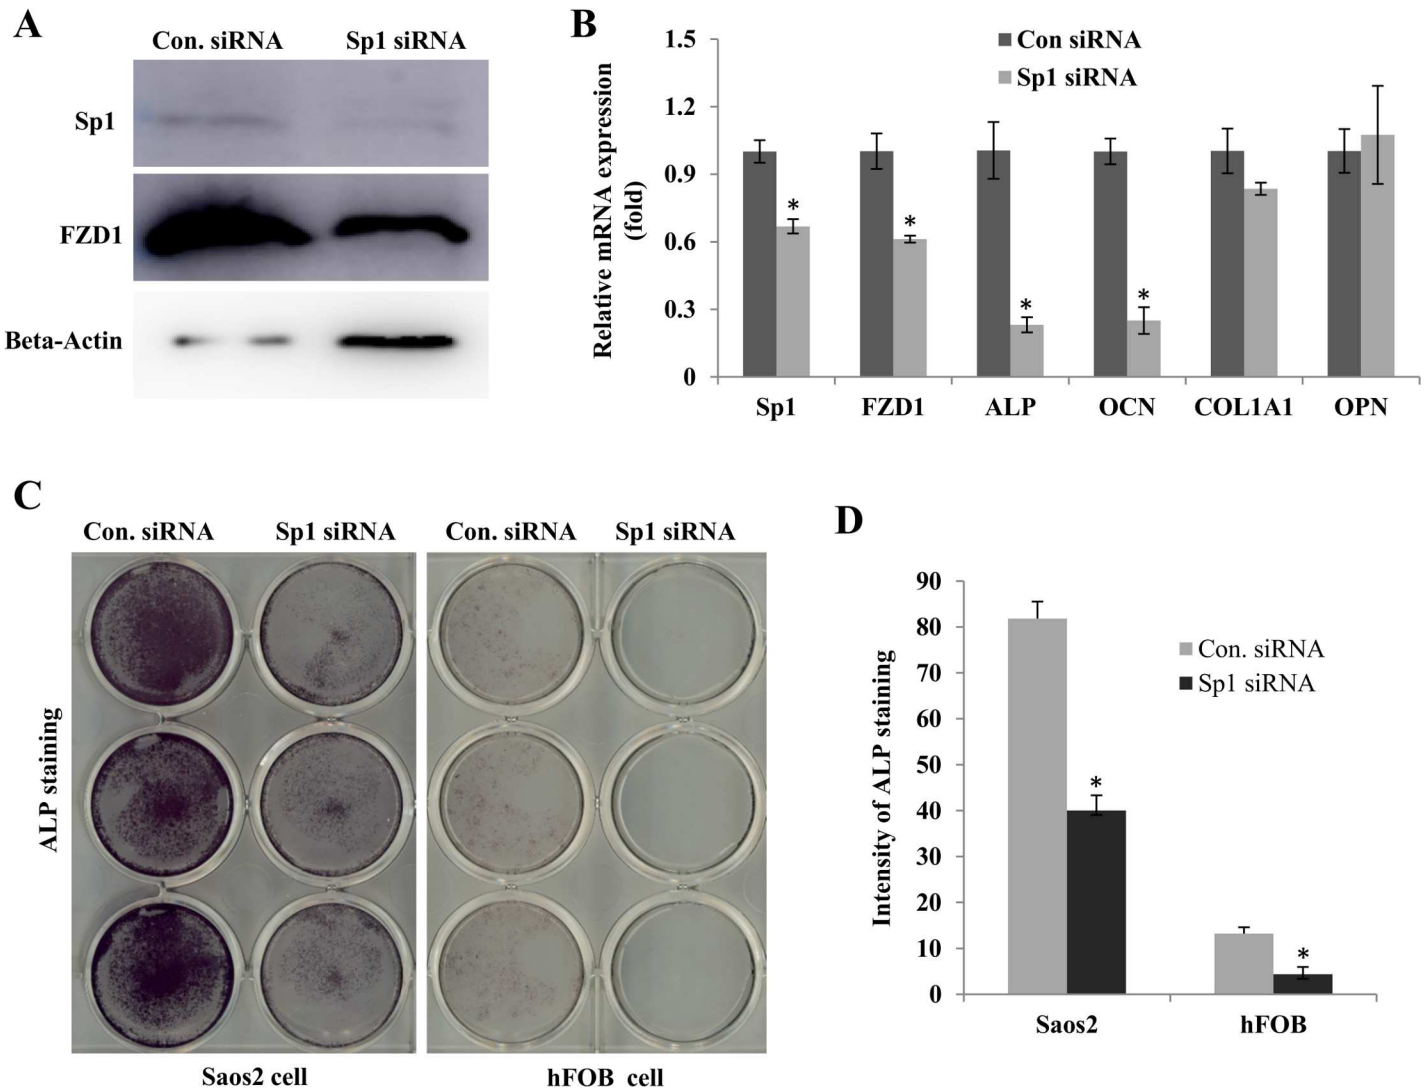 A
Con. siRNA Sp1 siRNA
Sp1
FZD1
Beta-Actin
B
Relative mRNA expression
(fold)
1.5
1.2
0.9
0.6
0.3
0
Con siRNA
Sp1 siRNA
* * * *
Sp1 FZD1 ALP OCN COL1A1 OPN
C
Con. siRNA Sp1 siRNA Con. siRNA Sp1 siRNA
ALP staining
Saos2 cell hFOB cell
D
Intensity of ALP staining
90
80
70
60
50
40
30
20
10
0
Con. siRNA
Sp1 siRNA
* *
Saos2 hFOB